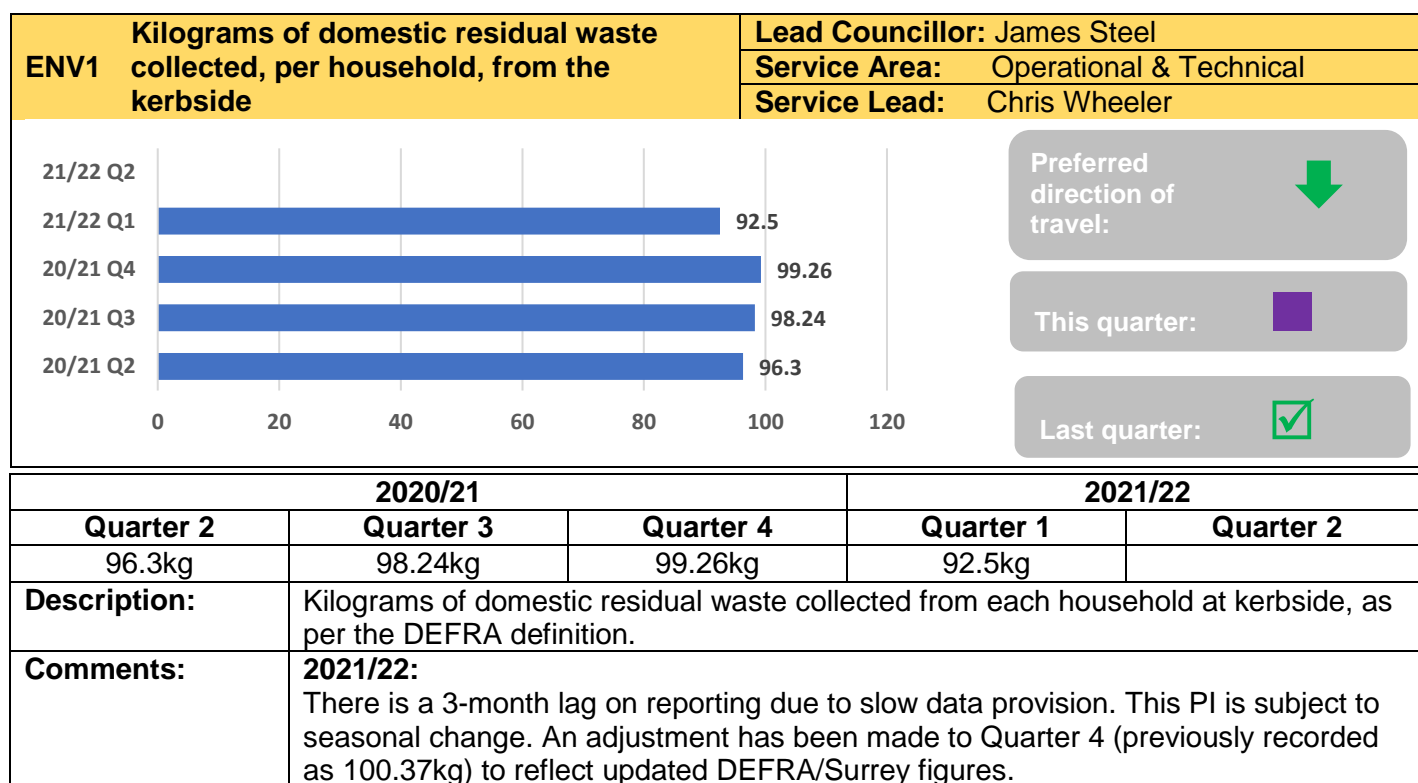 ENV1
Kilograms of domestic residual waste
collected, per household, from the
kerbside
Lead Councillor: James Steel
Service Area: Operational & Technical
Service Lead: Chris Wheeler
21/22 Q2
21/22 Q1
92.5
20/21 Q4
99.26
20/21 Q3
98.24
20/21 Q2
96.3
0 20 40 60 80 100 120
Preferred
direction of
travel:
This quarter:
Last quarter:
2020/21 2021/22
Quarter 2 Quarter 3 Quarter 4 Quarter 1 Quarter 2
96.3kg 98.24kg 99.26kg 92.5kg
Description:
Kilograms of domestic residual waste collected from each household at kerbside, as
per the DEFRA definition.
Comments:
2021/22:
There is a 3-month lag on reporting due to slow data provision. This PI is subject to
seasonal change. An adjustment has been made to Quarter 4 (previously recorded
as 100.37kg) to reflect updated DEFRA/Surrey figures.